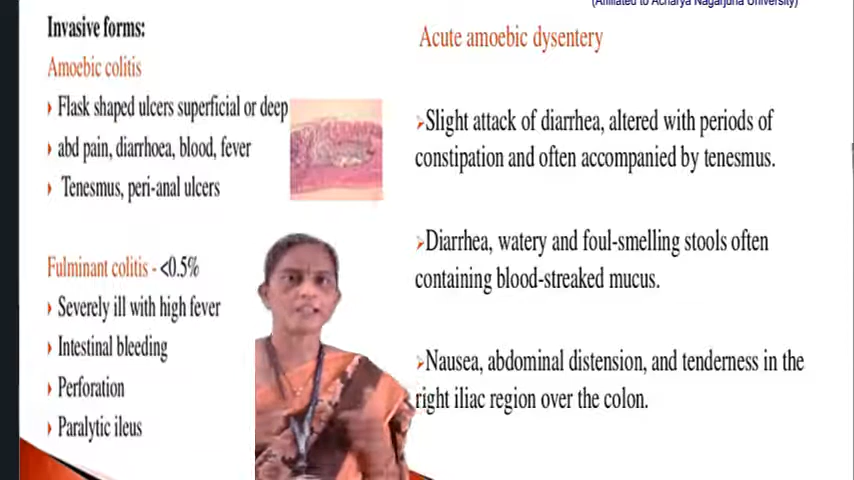 (Affiliated to Acharya Nagarjuna University)
Invasive forms:
Amoebic colitis
Flask shaped ulcers superficial or deep
abd pain, diarrhoea, blood, fever
Tenesmus, peri-anal ulcers
Fulminant colitis - <0.5%
Severely ill with high fever
Intestinal bleeding
Perforation
Paralytic ileus
Acute amoebic dysentery
Slight attack of diarrhea, altered with periods of
constipation and often accompanied by tenesmus.
Diarrhea, watery and foul-smelling stools often
containing blood-streaked mucus.
Nausea, abdominal distension, and tenderness in the
right iliac region over the colon.